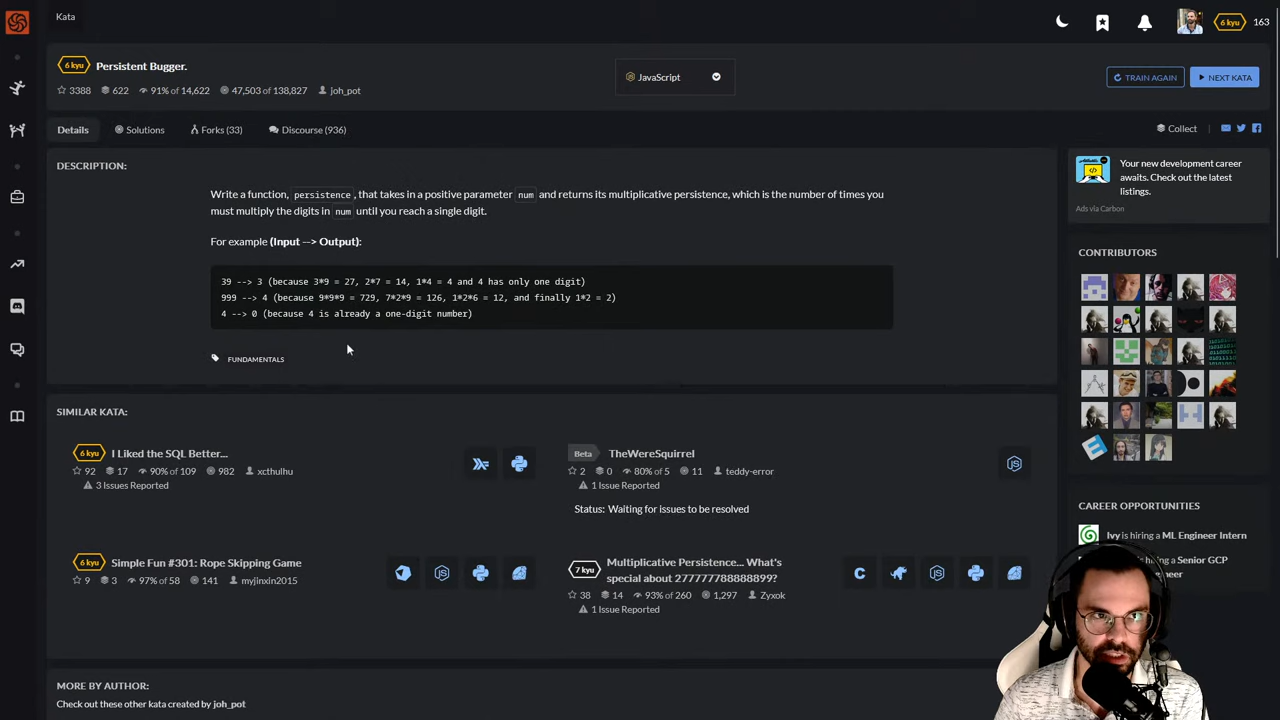 Kata
6 kyu 163
6 kyu Persistent Bugger.
3388 622 91% of 14,622 47,503 of 138,827 joh_pot
JavaScript
TRAIN AGAIN NEXT KATA
Details Solutions Forks (33) Discourse (936)
Collect
DESCRIPTION:
Write a function, persistence, that takes in a positive parameter num and returns its multiplicative persistence, which is the number of times you
must multiply the digits in num until you reach a single digit.
For example (Input --> Output):
39 --> 3 (because 3*9 = 27, 2*7 = 14, 1*4 = 4 and 4 has only one digit)
999 --> 4 (because 9*9*9 = 729, 7*2*9 = 126, 1*2*6 = 12, and finally 1*2 = 2)
4 --> 0 (because 4 is already a one-digit number)
FUNDAMENTALS
Your new development career
awaits. Check out the latest
listings.
Ads via Carbon
CONTRIBUTORS
SIMILAR KATA:
6 kyu I Liked the SQL Better...
92 17 90% of 109 982 xcthulhu
3 Issues Reported
Beta TheWereSquirrel
2 0 80% of 5 11 teddy-error
1 Issue Reported
Status: Waiting for issues to be resolved
6 kyu Simple Fun #301: Rope Skipping Game
9 3 97% of 58 141 myjinxin2015
7 kyu Multiplicative Persistence... What's
special about 277777788888899?
38 14 93% of 260 1,297 Zyxok
1 Issue Reported
CAREER OPPORTUNITIES
Ivy is hiring a ML Engineer Intern
is hiring a Senior GCP
MORE BY AUTHOR:
Check out these other kata created by joh_pot